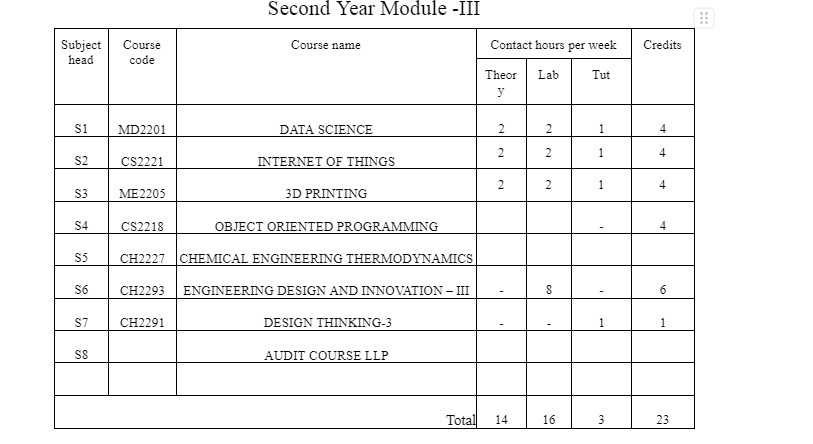 Second Year Module -III
Subject head Course code Course name Contact hours per week Credits
Theory Lab Tut
S1 MD2201 DATA SCIENCE 2 2 1 4
S2 CS2221 INTERNET OF THINGS 2 2 1 4
S3 ME2205 3D PRINTING 2 2 1 4
S4 CS2218 OBJECT ORIENTED PROGRAMMING - 4
S5 CH2227 CHEMICAL ENGINEERING THERMODYNAMICS
S6 CH2293 ENGINEERING DESIGN AND INNOVATION – III - 8 - 6
S7 CH2291 DESIGN THINKING-3 - - 1 1
S8 AUDIT COURSE LLP
Total 14 16 3 23